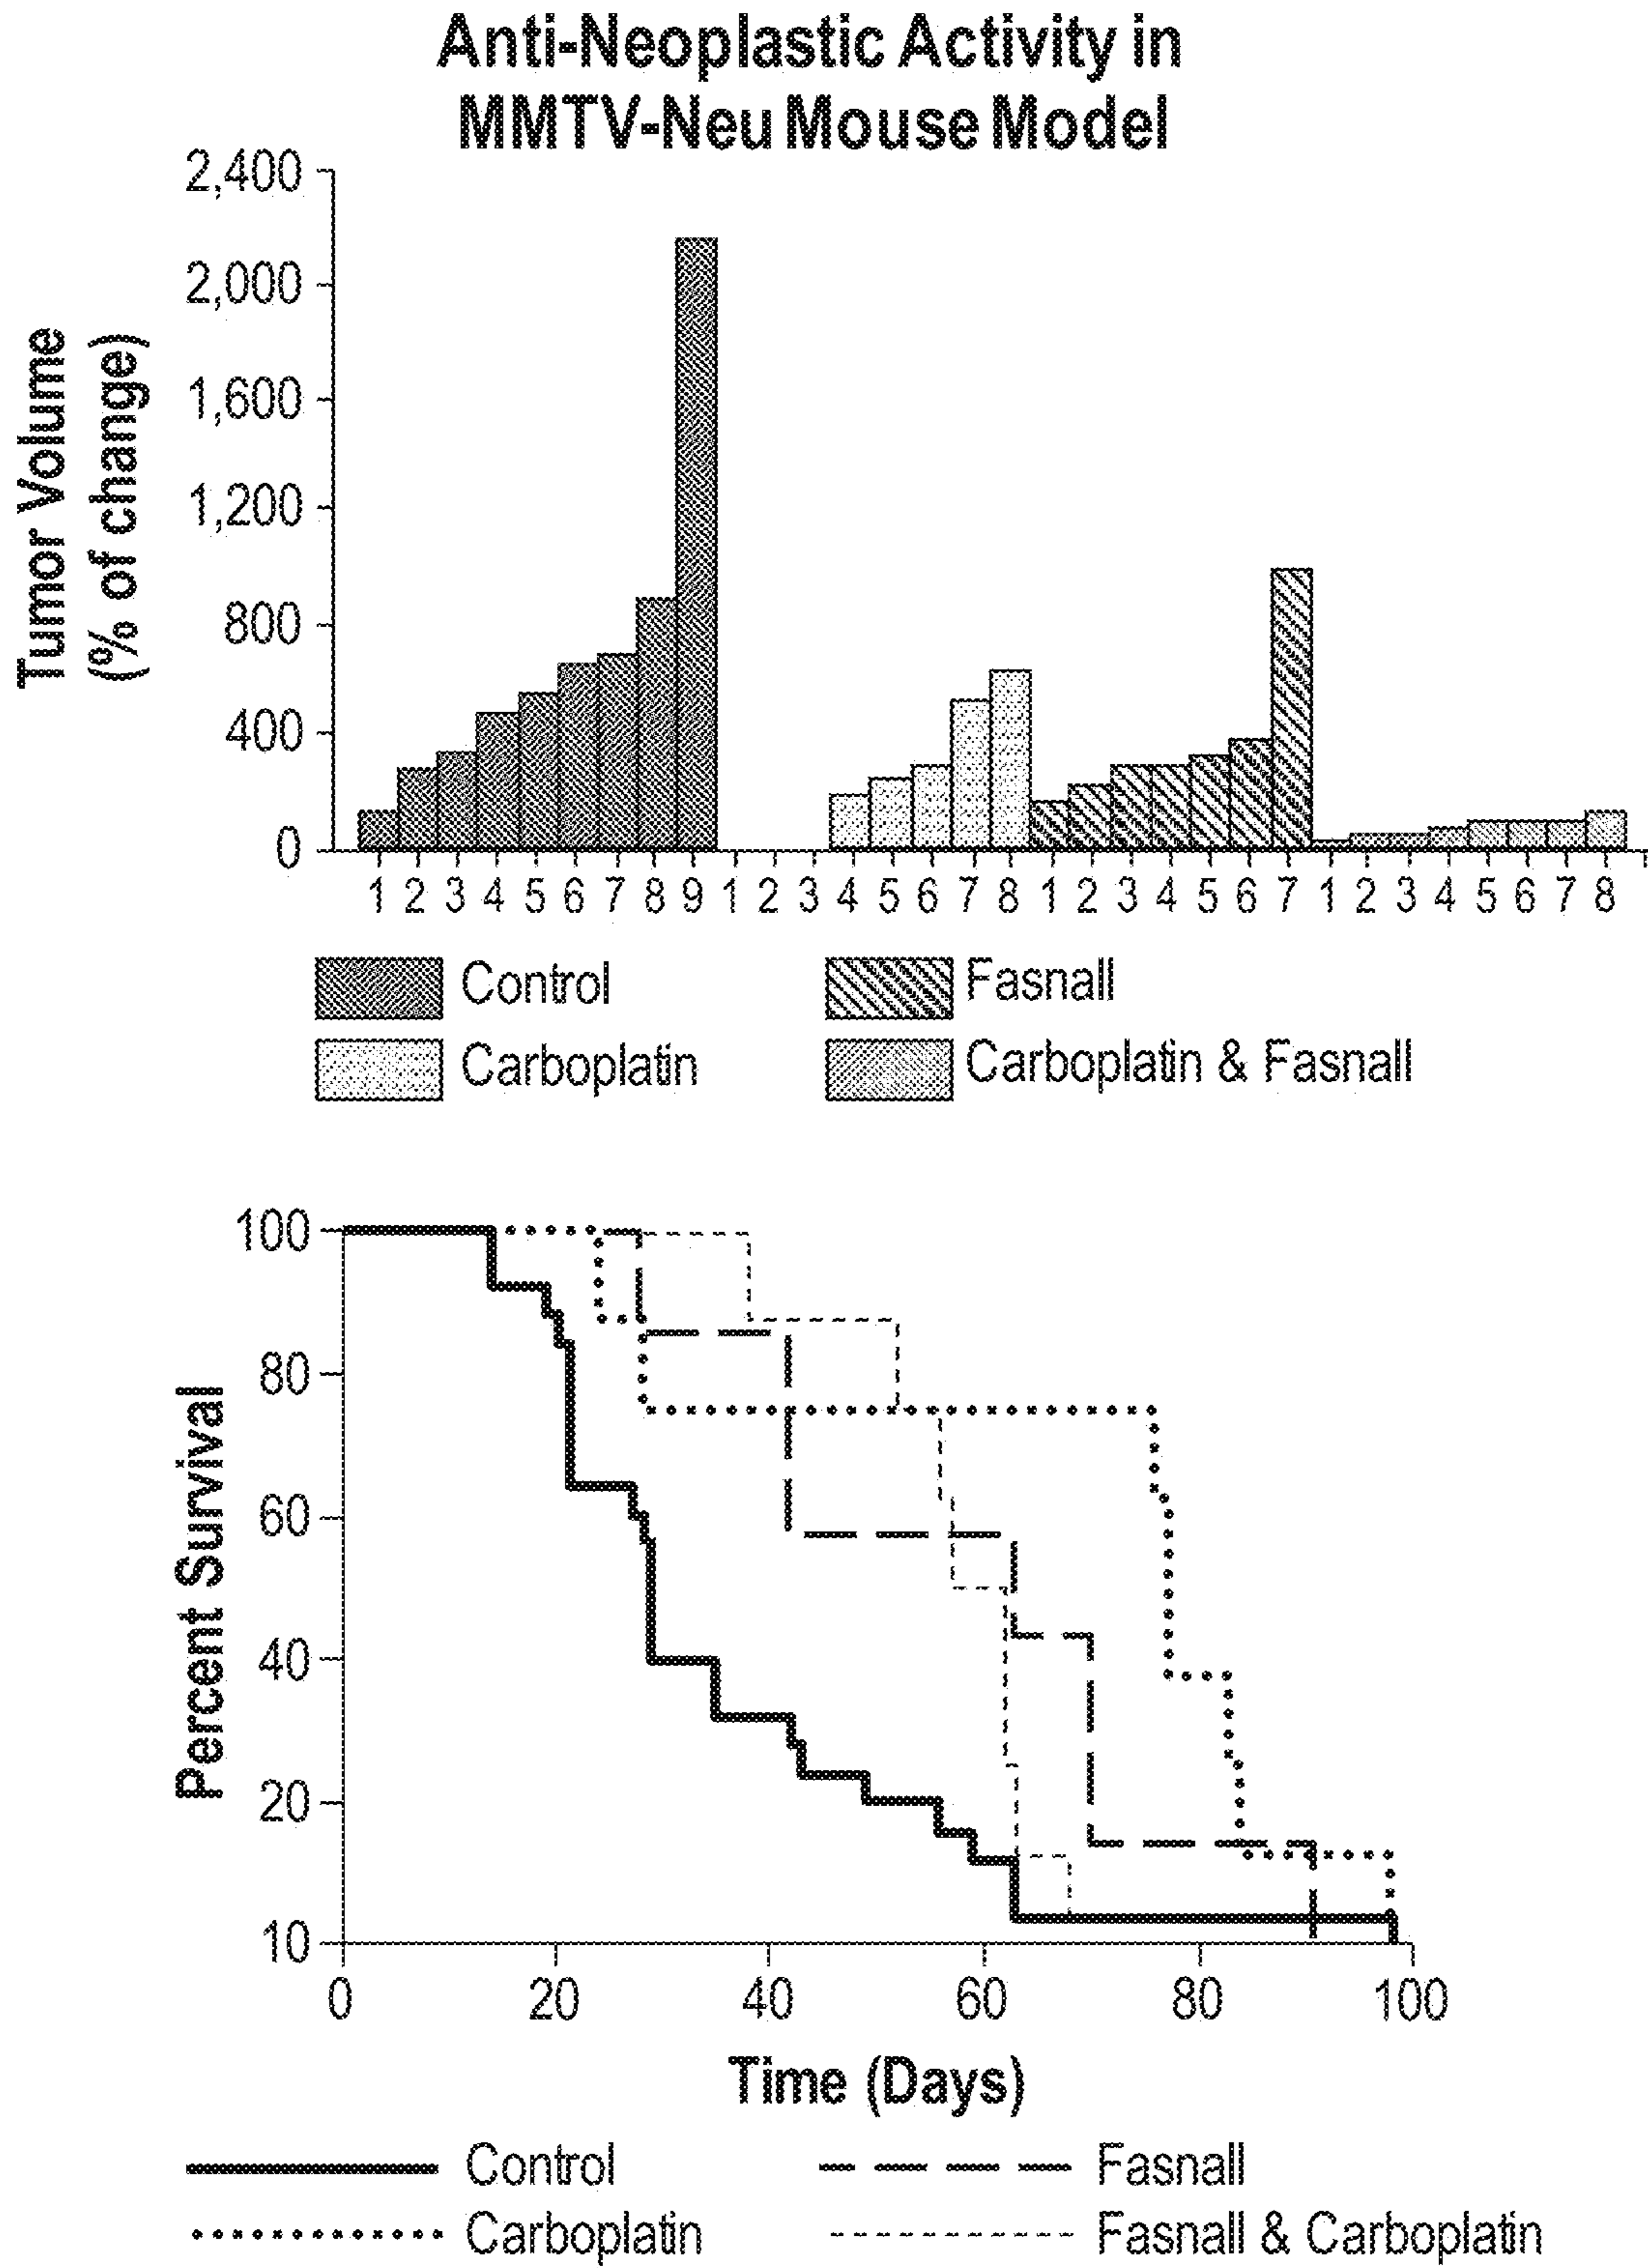 Anti-Neoplastic Activity in
MMTV-Neu Mouse Model
Tumor Volume
(% of change)
2,400
2,000
1,600
1,200
800
400
0
1 2 3 4 5 6 7 8 9 1 2 3 4 5 6 7 8 1 2 3 4 5 6 7 1 2 3 4 5 6 7 8
Control Fasnall
Carboplatin Carboplatin & Fasnall
Percent Survival
100
80
60
40
20
10
0 20 40 60 80 100
Time (Days)
Control Fasnall
Carboplatin Fasnall & Carboplatin